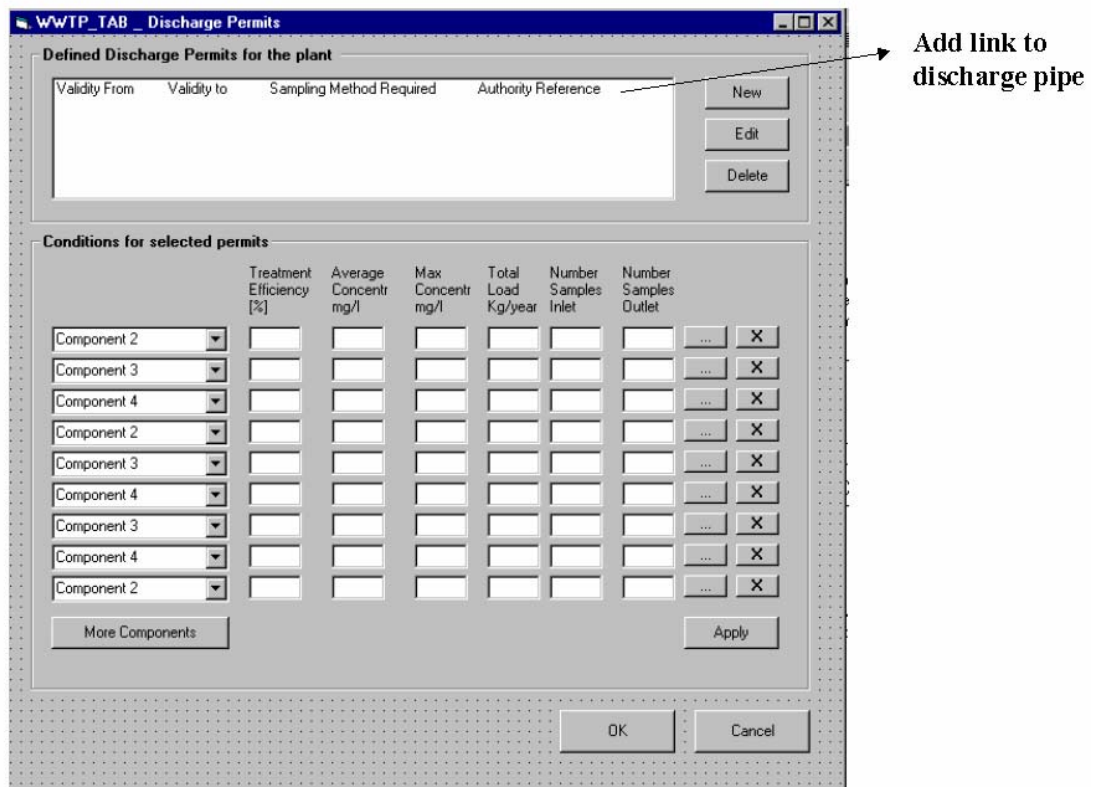 WWTP_TAB _ Discharge Permits
Defined Discharge Permits for the plant
Validity From Validity to Sampling Method Required Authority Reference
New
Edit
Delete
Add link to
discharge pipe
Conditions for selected permits
Treatment Average Max Total Number Number
Efficiency Concentr Concentr Load Samples Samples
[%] mg/l mg/l Kg/year Inlet Outlet
Component 2 ... X
Component 3 ... X
Component 4 ... X
Component 2 ... X
Component 3 ... X
Component 4 ... X
Component 3 ... X
Component 4 ... X
Component 2 ... X
More Components Apply
OK Cancel